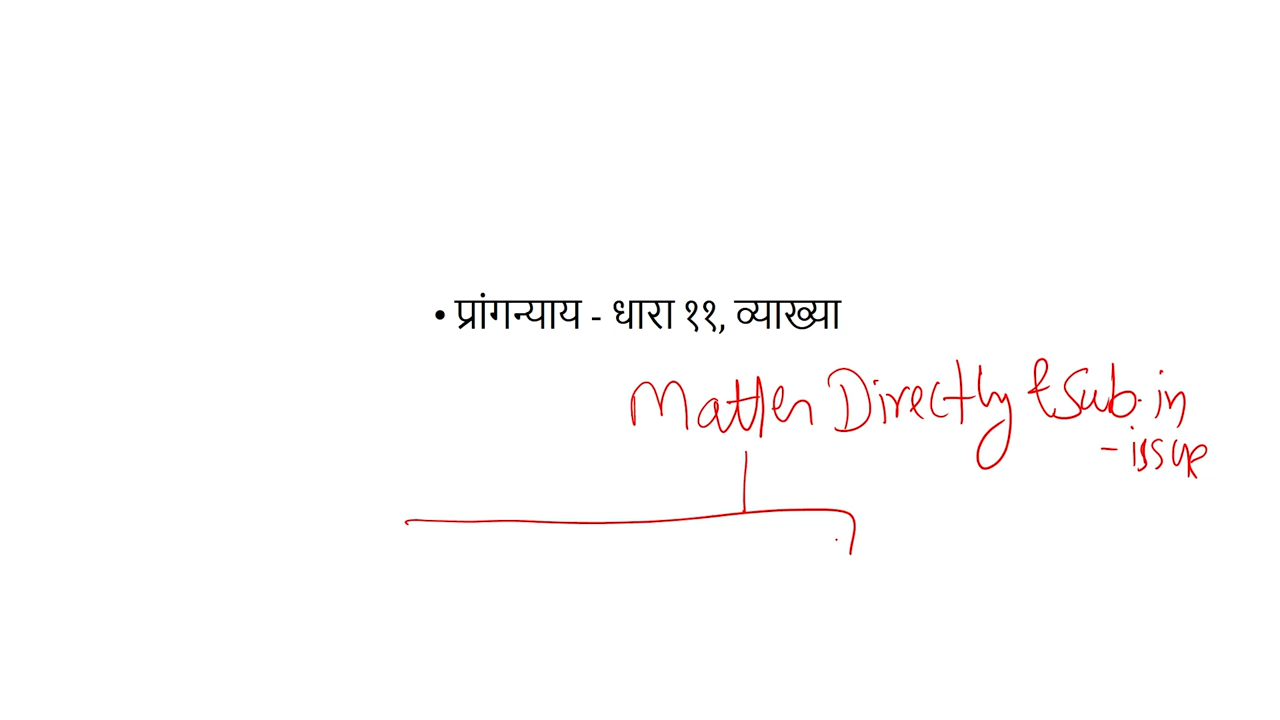 • प्रांगन्याय - धारा ११, व्याख्या
Matter Directly & Sub. in
- issue